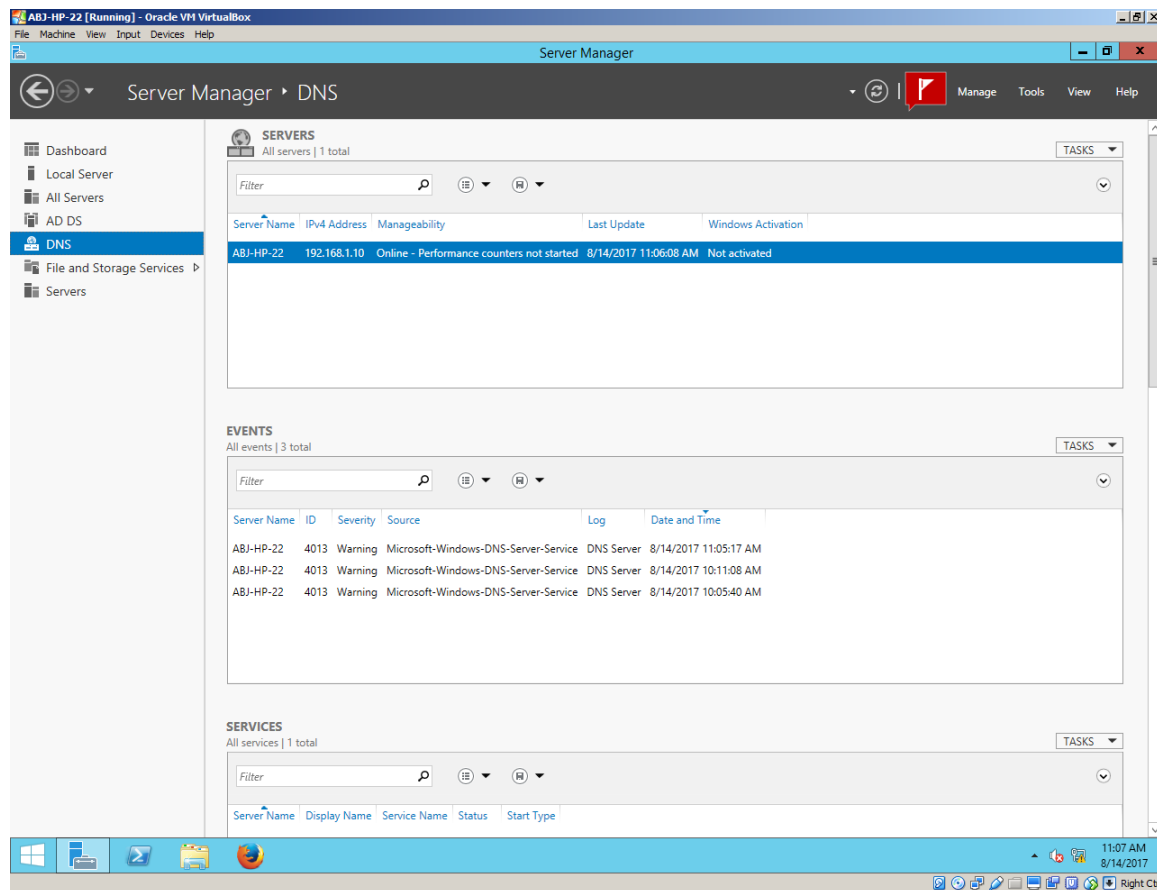 ABJ-HP-22 [Running] - Oracle VM VirtualBox
File Machine View Input Devices Help
Server Manager
Server Manager • DNS
Manage Tools View Help
Dashboard
Local Server
All Servers
AD DS
DNS
File and Storage Services
Servers
SERVERS
All servers | 1 total
TASKS
Filter
Server Name IPv4 Address Manageability Last Update Windows Activation
ABJ-HP-22 192.168.1.10 Online - Performance counters not started 8/14/2017 11:06:08 AM Not activated
EVENTS
All events | 3 total
TASKS
Filter
Server Name ID Severity Source Log Date and Time
ABJ-HP-22 4013 Warning Microsoft-Windows-DNS-Server-Service DNS Server 8/14/2017 11:05:17 AM
ABJ-HP-22 4013 Warning Microsoft-Windows-DNS-Server-Service DNS Server 8/14/2017 10:11:08 AM
ABJ-HP-22 4013 Warning Microsoft-Windows-DNS-Server-Service DNS Server 8/14/2017 10:05:40 AM
SERVICES
All services | 1 total
TASKS
Filter
Server Name Display Name Service Name Status Start Type
11:07 AM
8/14/2017
Right Ct